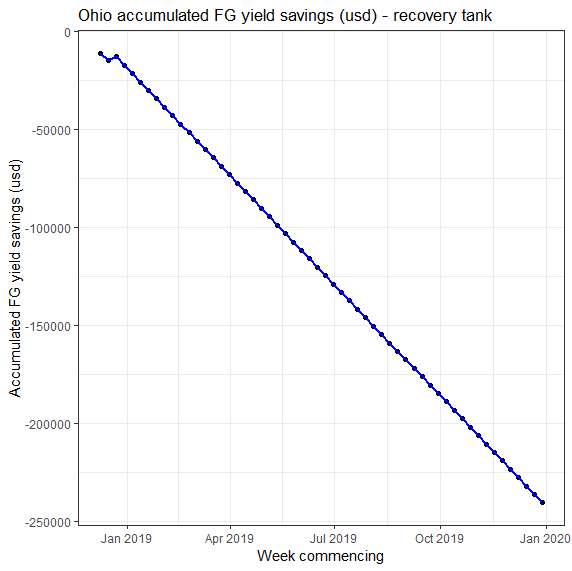 Ohio accumulated FG yield savings (usd) - recovery tank
Accumulated FG yield savings (usd)
0
-50000
-100000
-150000
-200000
-250000
Jan 2019 Apr 2019 Jul 2019 Oct 2019 Jan 2020
Week commencing